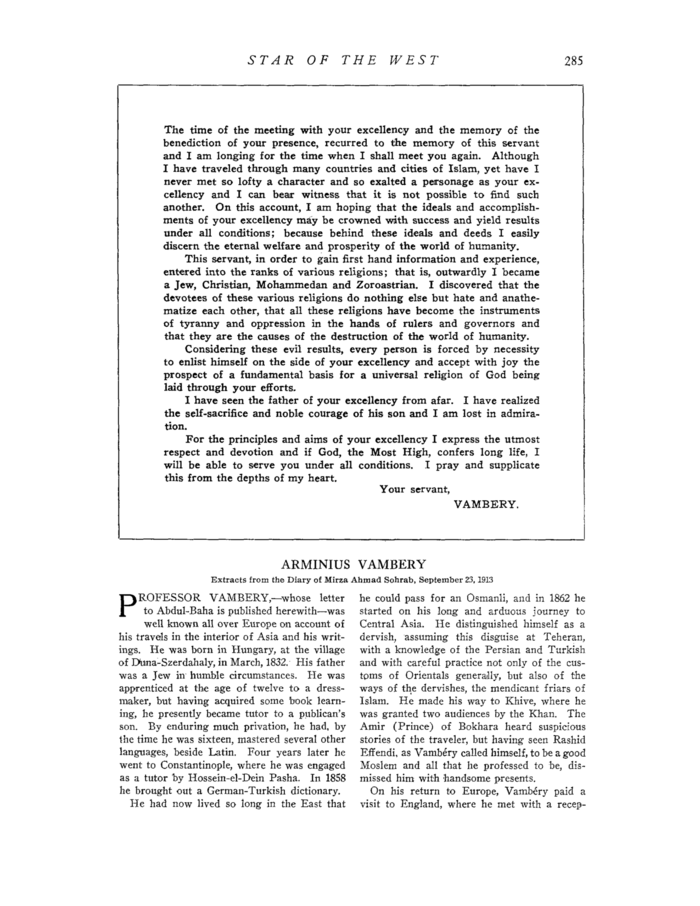 STAR OF THE WEST 285
The time of the meeting with your excellency and the memory of the
benediction of your presence, recurred to the memory of this servant
and I am longing for the time when I shall meet you again. Although
I have traveled through many countries and cities of Islam, yet have I
never met so lofty a character and so exalted a personage as your ex-
cellency and I can bear witness that it is not possible to find such
another. On this account, I am hoping that the ideals and accomplish-
ments of your excellency may be crowned with success and yield results
under all conditions; because behind these ideals and deeds I easily
discern the eternal welfare and prosperity of the world of humanity.
This servant, in order to gain first hand information and experience,
entered into the ranks of various religions; that is, outwardly I became
a Jew, Christian, Mohammedan and Zoroastrian. I discovered that the
devotees of these various religions do nothing else but hate and anathe-
matize each other, that all these religions have become the instruments
of tyranny and oppression in the hands of rulers and governors and
that they are the causes of the destruction of the world of humanity.
Considering these evil results, every person is forced by necessity
to enlist himself on the side of your excellency and accept with joy the
prospect of a fundamental basis for a universal religion of God being
laid through your efforts.
I have seen the father of your excellency from afar. I have realized
the self-sacrifice and noble courage of his son and I am lost in admira-
tion.
For the principles and aims of your excellency I express the utmost
respect and devotion and if God, the Most High, confers long life, I
will be able to serve you under all conditions. I pray and supplicate
this from the depths of my heart.
Your servant,
VAMBERY.
ARMINIUS VAMBERY
Extracts from the Diary of Mirza Ahmad Sohrab, September 23, 1913
PROFESSOR VAMBERY,—whose letter
to Abdul-Baha is published herewith—was
well known all over Europe on account of
his travels in the interior of Asia and his writ-
ings. He was born in Hungary, at the village
of Duna-Szerdahaly, in March, 1832. His father
was a Jew in humble circumstances. He was
apprenticed at the age of twelve to a dress-
maker, but having acquired some book learn-
ing, he presently became tutor to a publican's
son. By enduring much privation, he had, by
the time he was sixteen, mastered several other
languages, beside Latin. Four years later he
went to Constantinople, where he was engaged
as a tutor by Hossein-el-Dein Pasha. In 1858
he brought out a German-Turkish dictionary.
He had now lived so long in the East that
he could pass for an Osmanli, and in 1862 he
started on his long and arduous journey to
Central Asia. He distinguished himself as a
dervish, assuming this disguise at Teheran,
with a knowledge of the Persian and Turkish
and with careful practice not only of the cus-
toms of Orientals generally, but also of the
ways of the dervishes, the mendicant friars of
Islam. He made his way to Khive, where he
was granted two audiences by the Khan. The
Amir (Prince) of Bokhara heard suspicious
stories of the traveler, but having seen Rashid
Effendi, as Vambéry called himself, to be a good
Moslem and all that he professed to be, dis-
missed him with handsome presents.
On his return to Europe, Vambéry paid a
visit to England, where he met with a recep-